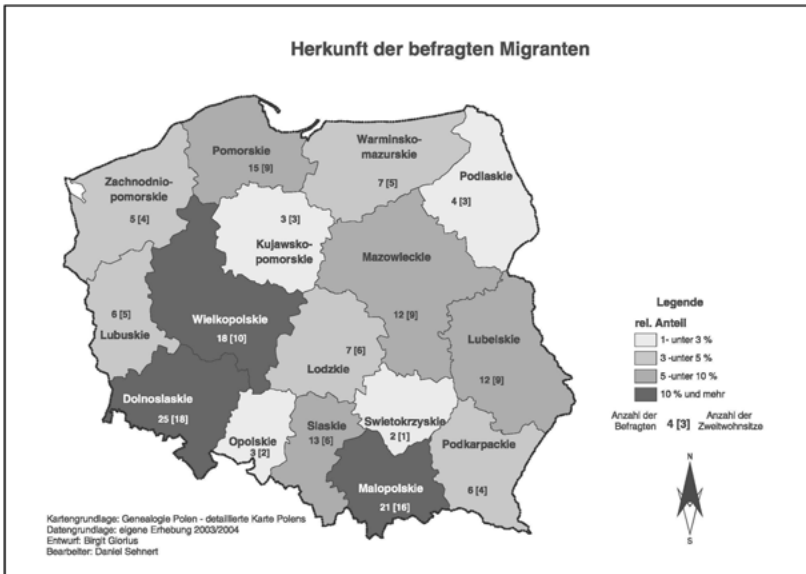 Herkunft der befragten Migranten
Pomorskie
15 [9]
Warminsko-
mazurskie
7 [5]
Podlaskie
4 [3]
Zachnodnio-
pomorskie
5 [4]
3 [3]
Kujawsko-
pomorskie
Mazowieckie
12 [9]
6 [5]
Lubuskie
Wielkopolskie
18 [10]
7 [6]
Lodzkie
Lubelskie
12 [9]
Dolnoslaskie
25 [18]
Opolskie
3 [2]
Slaskie
13 [6]
Swietokrzyskie
2 [1]
Podkarpackie
6 [4]
Malopolskie
21 [16]
Legende
rel. Anteil
1- unter 3 %
3 -unter 5 %
5 -unter 10 %
10 % und mehr
Anzahl der Befragten 4 [3] Anzahl der Zweitwohnsitze
N
S
Kartengrundlage: Genealogie Polen - detaillierte Karte Polens
Datengrundlage: eigene Erhebung 2003/2004
Entwurf: Birgit Glorius
Bearbeiter: Daniel Sehnert